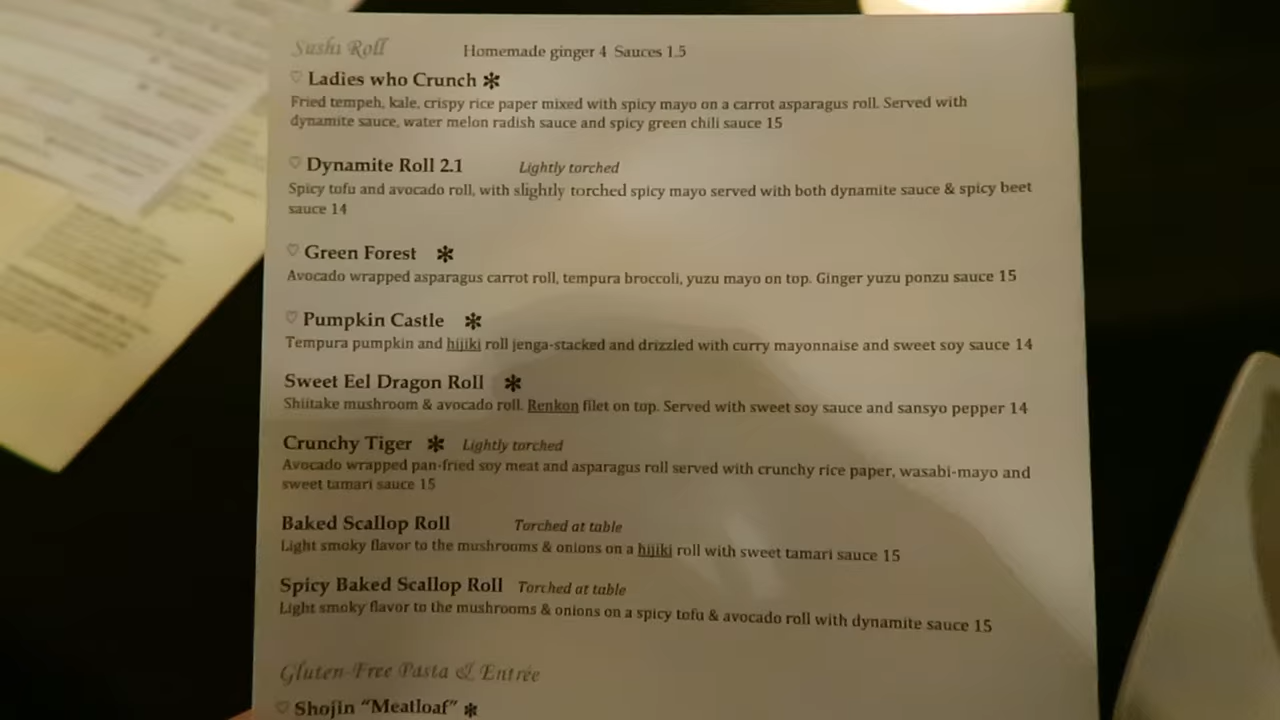 Sushi Roll Homemade ginger 4 Sauces 1.5
♡ Ladies who Crunch ✻
Fried tempeh, kale, crispy rice paper mixed with spicy mayo on a carrot asparagus roll. Served with
dynamite sauce, water melon radish sauce and spicy green chili sauce 15
♡ Dynamite Roll 2.1 Lightly torched
Spicy tofu and avocado roll, with slightly torched spicy mayo served with both dynamite sauce & spicy beet
sauce 14
♡ Green Forest ✻
Avocado wrapped asparagus carrot roll, tempura broccoli, yuzu mayo on top. Ginger yuzu ponzu sauce 15
♡ Pumpkin Castle ✻
Tempura pumpkin and hijiki roll jenga-stacked and drizzled with curry mayonnaise and sweet soy sauce 14
Sweet Eel Dragon Roll ✻
Shiitake mushroom & avocado roll. Renkon filet on top. Served with sweet soy sauce and sansyo pepper 14
Crunchy Tiger ✻ Lightly torched
Avocado wrapped pan-fried soy meat and asparagus roll served with crunchy rice paper, wasabi-mayo and
sweet tamari sauce 15
Baked Scallop Roll Torched at table
Light smoky flavor to the mushrooms & onions on a hijiki roll with sweet tamari sauce 15
Spicy Baked Scallop Roll Torched at table
Light smoky flavor to the mushrooms & onions on a spicy tofu & avocado roll with dynamite sauce 15
Gluten-Free Pasta & Entrée
♡ Shojin "Meatloaf" ✻